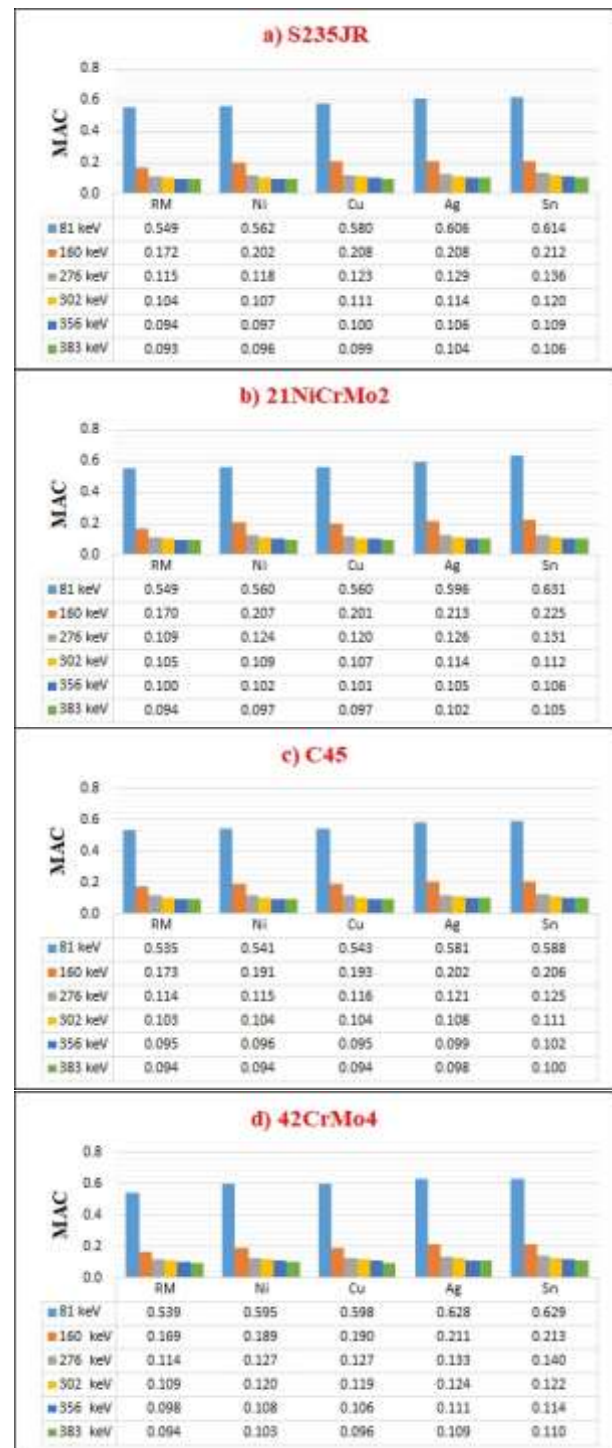 a) S235JR
0.8
0.6
0.4
0.2
0.0
MAC
RM Ni Cu Ag Sn
81 keV 0.549 0.562 0.580 0.606 0.614
160 keV 0.172 0.202 0.208 0.208 0.212
276 keV 0.115 0.118 0.123 0.129 0.136
302 keV 0.104 0.107 0.111 0.114 0.120
356 keV 0.094 0.097 0.100 0.106 0.109
383 keV 0.093 0.096 0.099 0.104 0.106
b) 21NiCrMo2
0.8
0.6
0.4
0.2
0.0
MAC
RM Ni Cu Ag Sn
81 keV 0.549 0.560 0.560 0.596 0.631
160 keV 0.170 0.207 0.201 0.213 0.225
276 keV 0.109 0.124 0.120 0.126 0.131
302 keV 0.105 0.109 0.107 0.114 0.112
356 keV 0.100 0.102 0.101 0.105 0.106
383 keV 0.094 0.097 0.097 0.102 0.105
c) C45
0.8
0.6
0.4
0.2
0.0
MAC
RM Ni Cu Ag Sn
81 keV 0.535 0.541 0.543 0.581 0.588
160 keV 0.173 0.191 0.193 0.202 0.206
276 keV 0.114 0.115 0.116 0.121 0.125
302 keV 0.103 0.104 0.104 0.108 0.111
356 keV 0.095 0.096 0.095 0.099 0.102
383 keV 0.094 0.094 0.094 0.098 0.100
d) 42CrMo4
0.8
0.6
0.4
0.2
0.0
MAC
RM Ni Cu Ag Sn
81 keV 0.539 0.595 0.598 0.628 0.629
160 keV 0.169 0.189 0.190 0.211 0.213
276 keV 0.114 0.127 0.127 0.133 0.140
302 keV 0.109 0.120 0.119 0.124 0.122
356 keV 0.098 0.108 0.106 0.111 0.114
383 keV 0.094 0.103 0.096 0.109 0.110